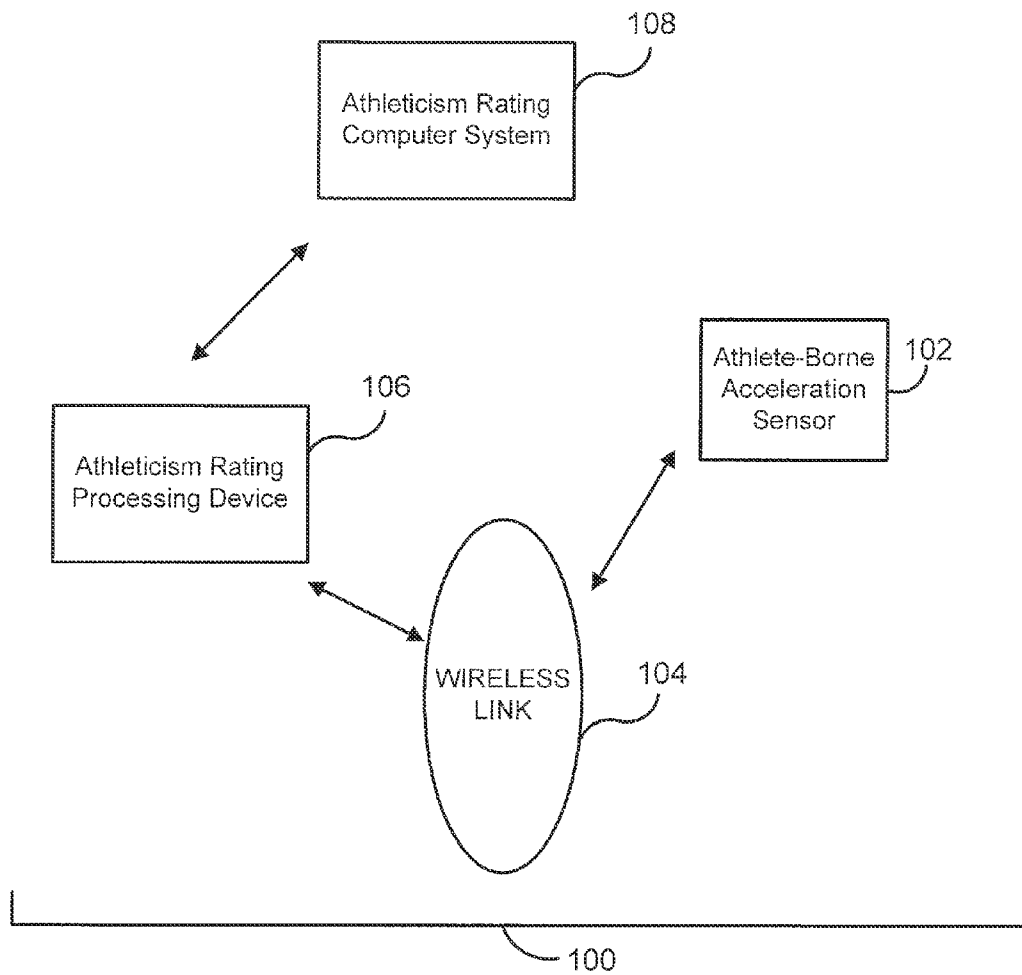 108
Athleticism Rating
Computer System
102
Athlete-Borne
Acceleration
Sensor
106
Athleticism Rating
Processing Device
WIRELESS
LINK
104
100